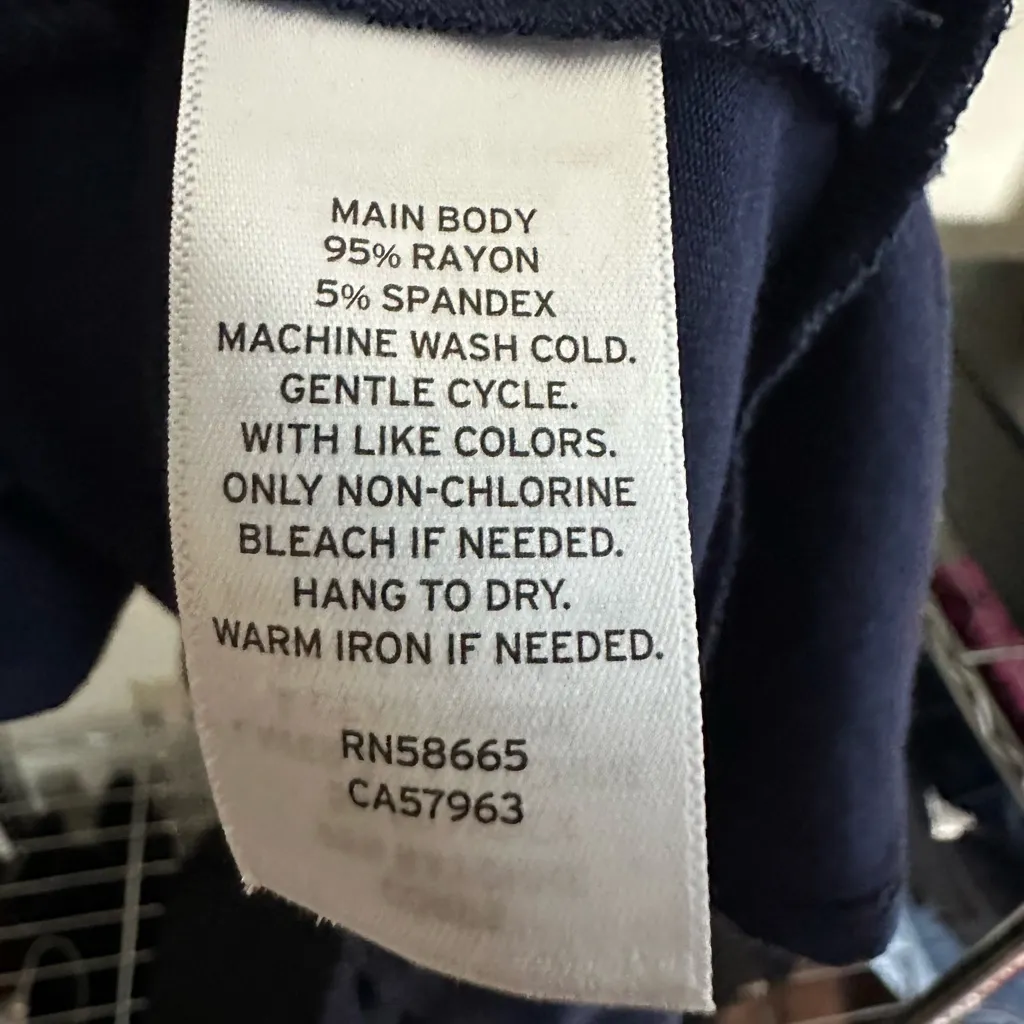 MAIN BODY
95% RAYON
5% SPANDEX
MACHINE WASH COLD.
GENTLE CYCLE.
WITH LIKE COLORS.
ONLY NON-CHLORINE
BLEACH IF NEEDED.
HANG TO DRY.
WARM IRON IF NEEDED.
RN58665
CA57963